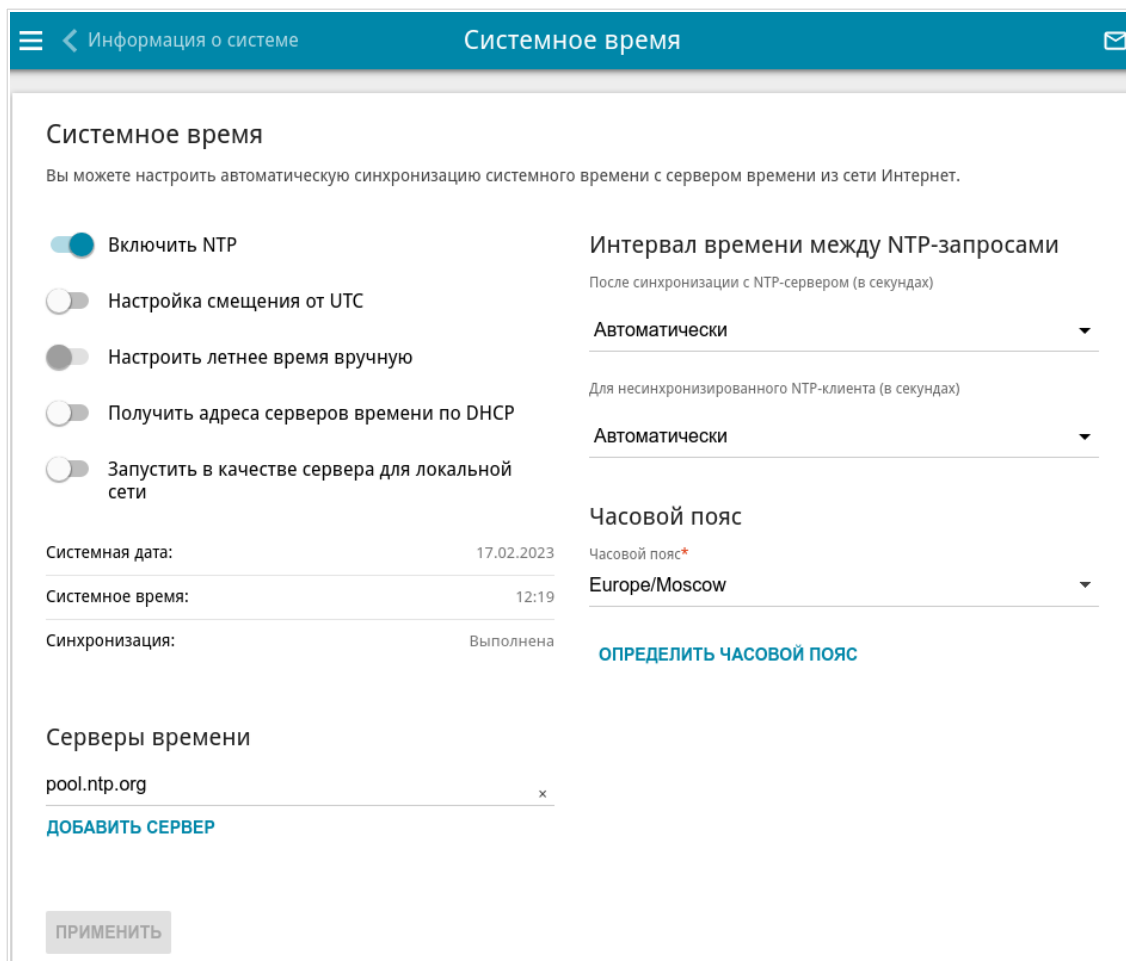 Информация о системе
Системное время
Системное время
Вы можете настроить автоматическую синхронизацию системного времени с сервером времени из сети Интернет.
Включить NTP
Настройка смещения от UTC
Настроить летнее время вручную
Получить адреса серверов времени по DHCP
Запустить в качестве сервера для локальной
сети
Системная дата: 17.02.2023
Системное время: 12:19
Синхронизация: Выполнена
Серверы времени
pool.ntp.org ×
ДОБАВИТЬ СЕРВЕР
Интервал времени между NTP-запросами
После синхронизации с NTP-сервером (в секундах)
Автоматически
Для несинхронизированного NTP-клиента (в секундах)
Автоматически
Часовой пояс
Часовой пояс*
Europe/Moscow
ОПРЕДЕЛИТЬ ЧАСОВОЙ ПОЯС
ПРИМЕНИТЬ